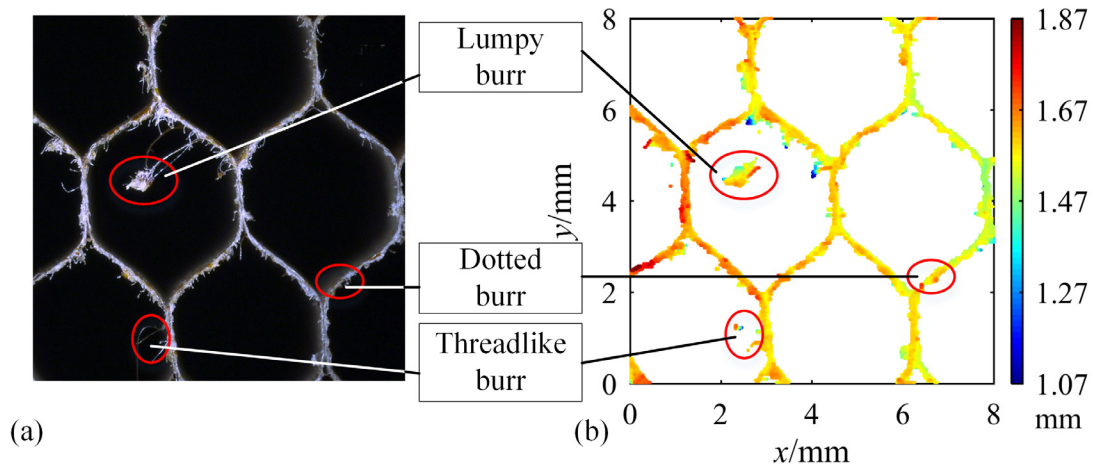 Lumpy
burr
Dotted
burr
Threadlike
burr
(a)
8
6
4
2
0
y/mm
0
2
4
6
8
x/mm
(b)
1.87
1.67
1.47
1.27
1.07
mm